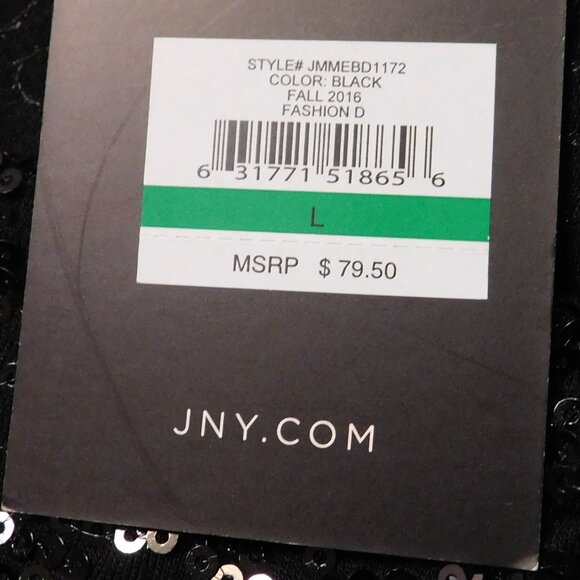 STYLE# JMMEBD1172
COLOR: BLACK
FALL 2016
FASHION D
6 31771 51865 6
L
MSRP $ 79.50
JNY.COM